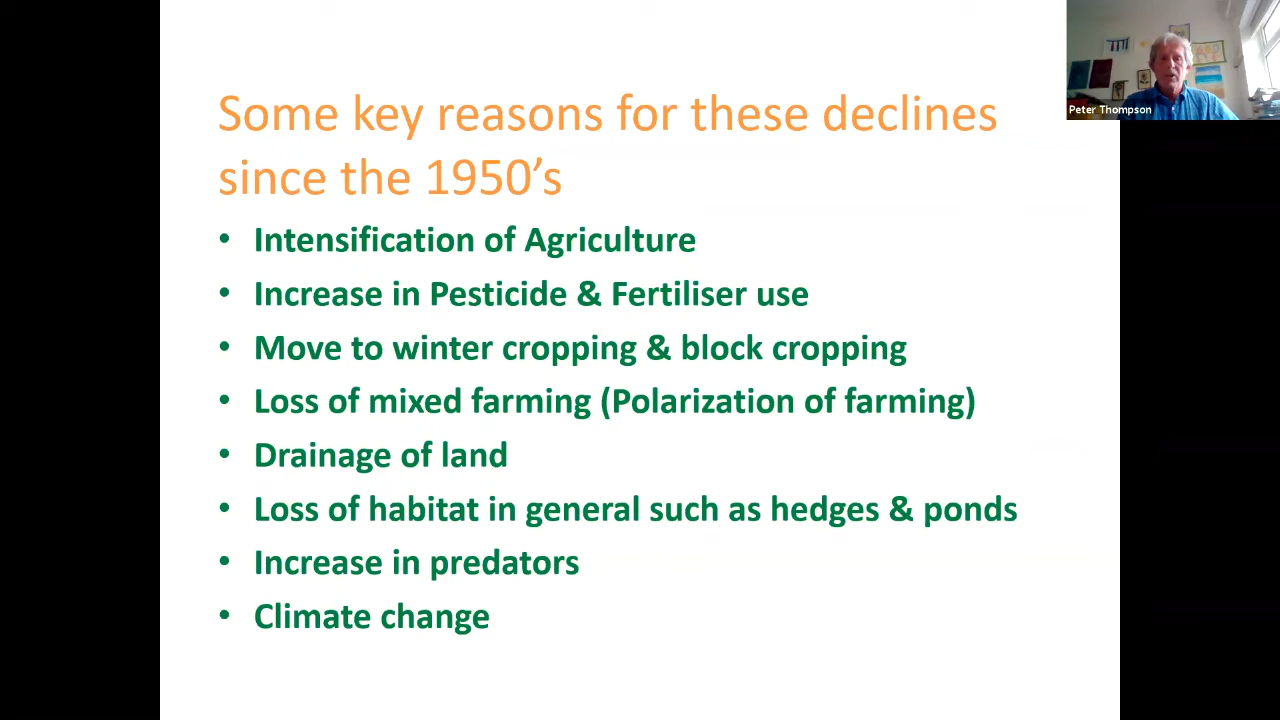 Some key reasons for these declines
since the 1950’s
• Intensification of Agriculture
• Increase in Pesticide & Fertiliser use
• Move to winter cropping & block cropping
• Loss of mixed farming (Polarization of farming)
• Drainage of land
• Loss of habitat in general such as hedges & ponds
• Increase in predators
• Climate change
Peter Thompson